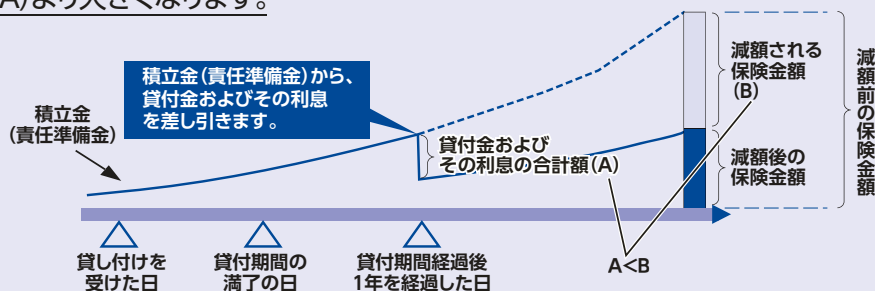 A)より大きくなります。
積立金(責任準備金)から、
貸付金およびその利息
を差し引きます。
積立金
(責任準備金)
貸付金および
その利息の合計額(A)
減額される
保険金額
(B)
減額後の
保険金額
減額前の保険金額
貸し付けを
受けた日
貸付期間の
満了の日
貸付期間経過後
1年を経過した日
A<B